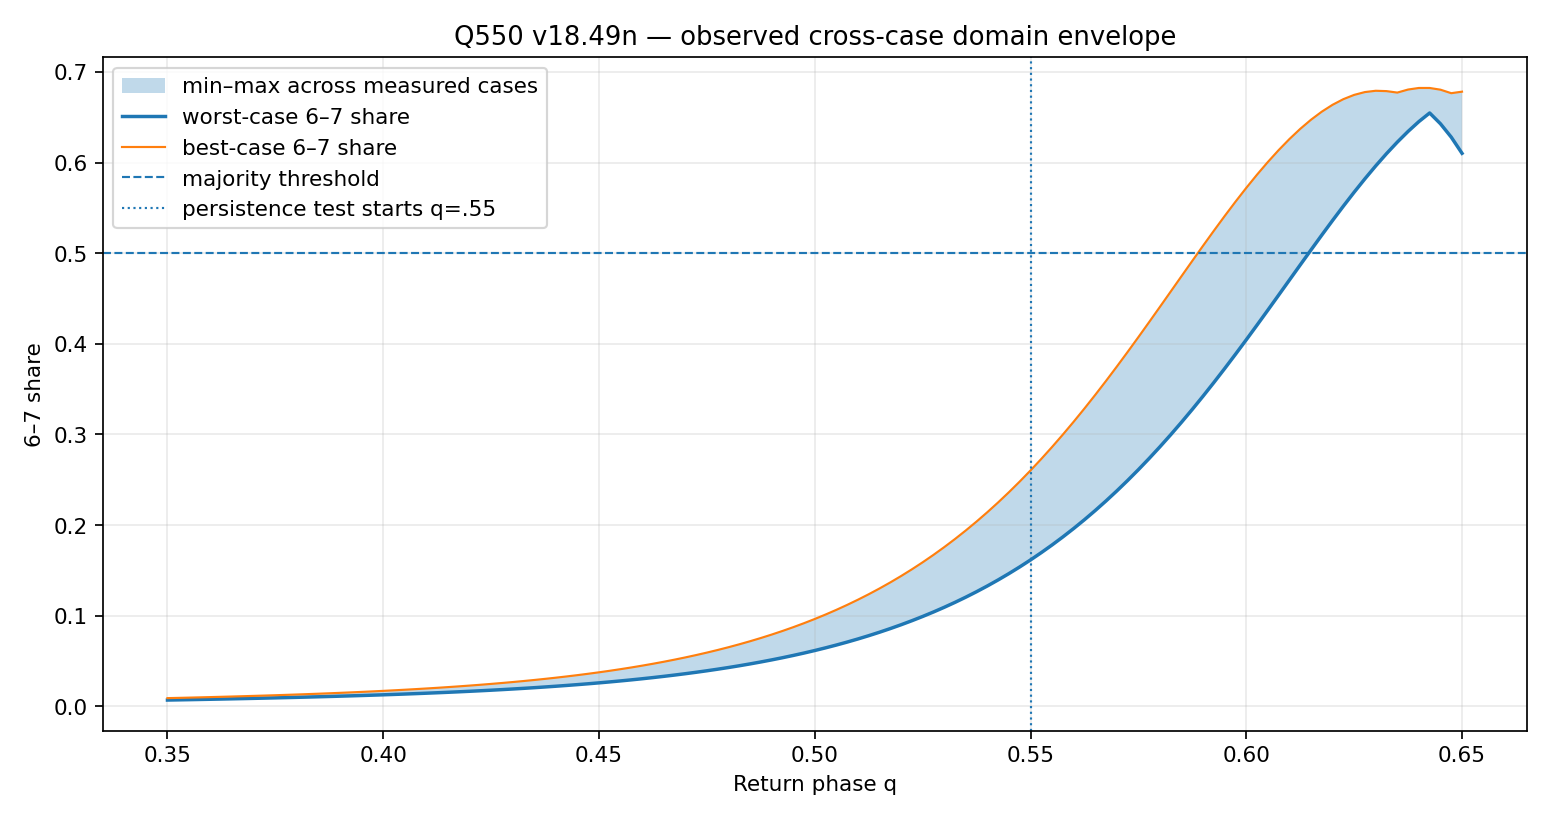 Q550 v18.49n — observed cross-case domain envelope
min–max across measured cases
worst-case 6–7 share
best-case 6–7 share
majority threshold
persistence test starts q=.55
6–7 share
0.7
0.6
0.5
0.4
0.3
0.2
0.1
0.0
0.35 0.40 0.45 0.50 0.55 0.60 0.65
Return phase q